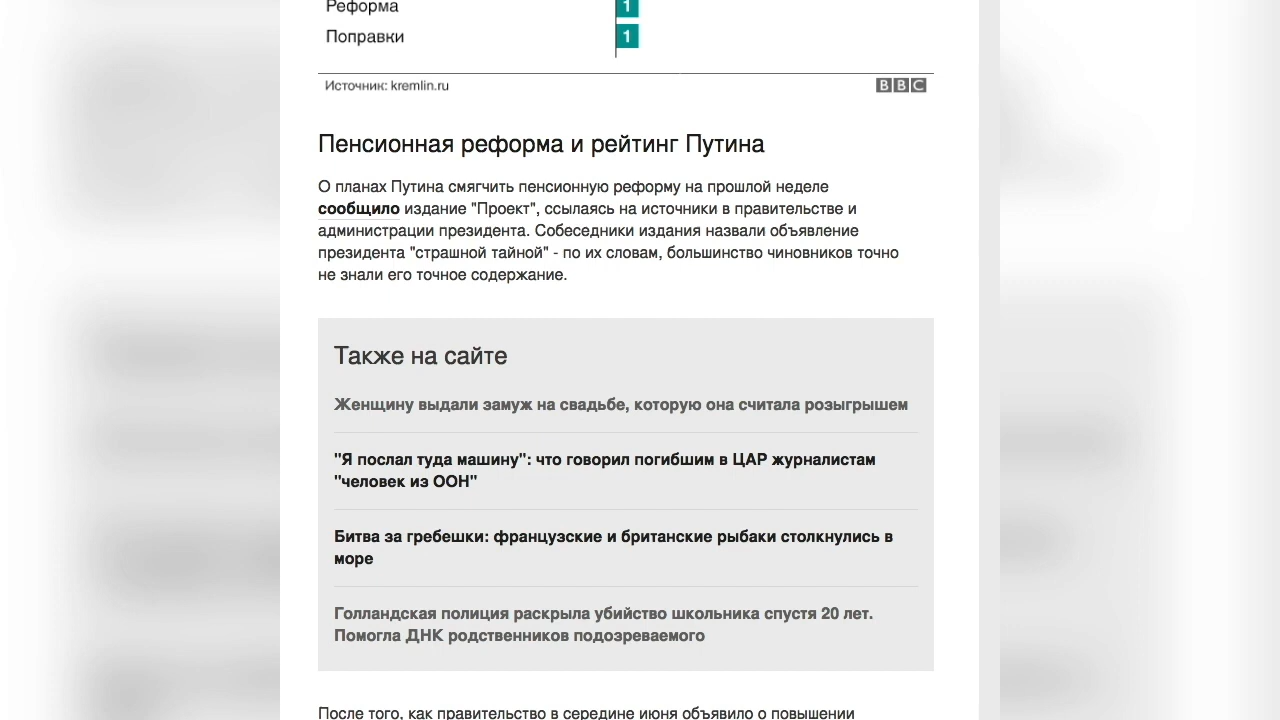 Реформа 1
Поправки 1
Источник: kremlin.ru BBC
Пенсионная реформа и рейтинг Путина
О планах Путина смягчить пенсионную реформу на прошлой неделе
сообщило издание "Проект", ссылаясь на источники в правительстве и
администрации президента. Собеседники издания назвали объявление
президента "страшной тайной" - по их словам, большинство чиновников точно
не знали его точное содержание.
Также на сайте
Женщину выдали замуж на свадьбе, которую она считала розыгрышем
"Я послал туда машину": что говорил погибшим в ЦАР журналистам
"человек из ООН"
Битва за гребешки: французские и британские рыбаки столкнулись в
море
Голландская полиция раскрыла убийство школьника спустя 20 лет.
Помогла ДНК родственников подозреваемого
После того, как правительство в середине июня объявило о повышении